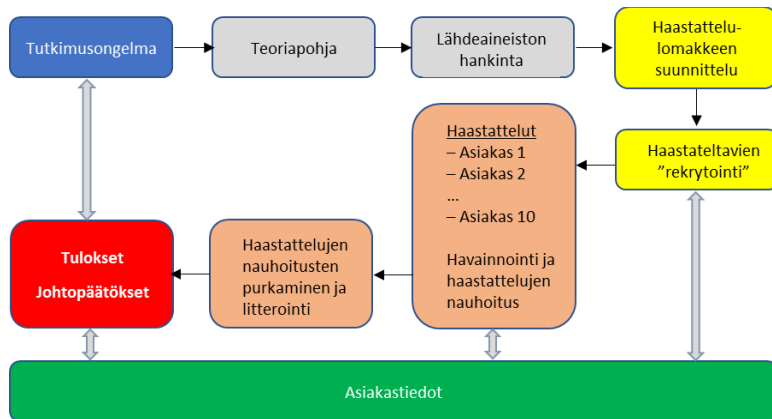 Tutkimusongelma
Teoriapohja
Lähdeaineiston
hankinta
Haastattelu-
lomakkeen
suunnittelu
Haastateltavien
”rekrytointi”
Haastattelut
– Asiakas 1
– Asiakas 2
...
– Asiakas 10
Havainnointi ja
haastattelujen
nauhoitus
Haastattelujen
nauhoitusten
purkaminen ja
litterointi
Tulokset
Johtopäätökset
Asiakastiedot